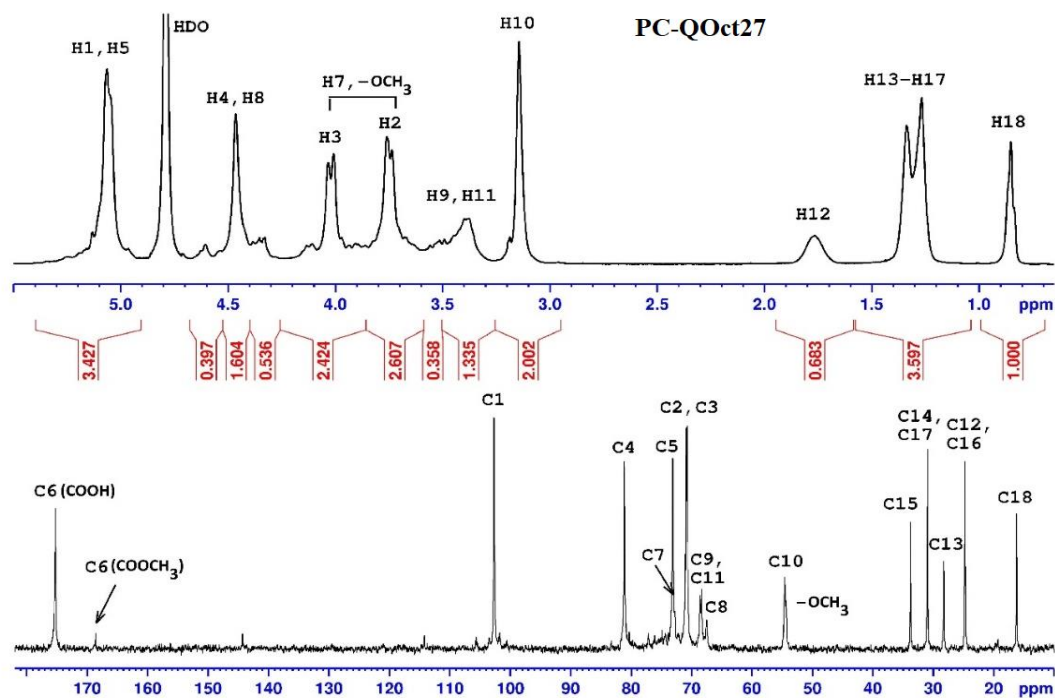 PC-QOct27
HDO
H10
H1,H5
H7,-OCH₃
H13-H17
H4,H8
H3
H2
H18
H9,H11
H12
5.0 4.5 4.0 3.5 3.0 2.5 2.0 1.5 1.0 ppm
3.427 0.397 1.604 0.536 2.424 2.607 0.358 1.335 2.002 0.683 3.597 1.000
C1
C2,C3
C14,
C17
C12,
C16
C4
C5
C6(COOH)
C15
C18
C7
C9,
C11
C13
C6(COOCH₃)
C10
C8
-OCH₃
170 160 150 140 130 120 110 100 90 80 70 60 50 40 30 20 ppm